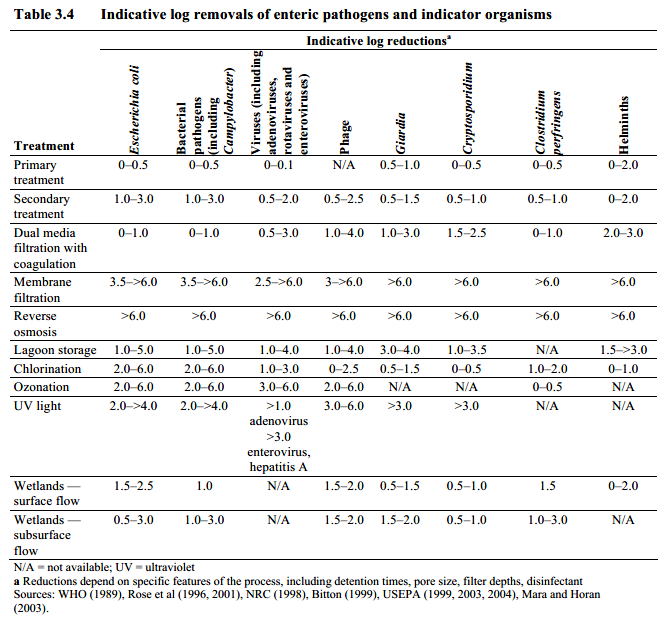 Table 3.4 Indicative log removals of enteric pathogens and indicator organisms
Indicative log reductionsa
Treatment
Escherichia coli
Bacterial
pathogens
(including
Campylobacter)
Viruses (including
adenoviruses,
rotaviruses and
enteroviruses)
Phage
Giardia
Cryptosporidium
Clostridium
perfringens
Helminths
Primary 0–0.5 0–0.5 0–0.1 N/A 0.5–1.0 0–0.5 0–0.5 0–2.0
treatment
Secondary 1.0–3.0 1.0–3.0 0.5–2.0 0.5–2.5 0.5–1.5 0.5–1.0 0.5–1.0 0–2.0
treatment
Dual media 0–1.0 0–1.0 0.5–3.0 1.0–4.0 1.0–3.0 1.5–2.5 0–1.0 2.0–3.0
filtration with
coagulation
Membrane 3.5–>6.0 3.5–>6.0 2.5–>6.0 3–>6.0 >6.0 >6.0 >6.0 >6.0
filtration
Reverse >6.0 >6.0 >6.0 >6.0 >6.0 >6.0 >6.0 >6.0
osmosis
Lagoon storage 1.0–5.0 1.0–5.0 1.0–4.0 1.0–4.0 3.0–4.0 1.0–3.5 N/A 1.5–>3.0
Chlorination 2.0–6.0 2.0–6.0 1.0–3.0 0–2.5 0.5–1.5 0–0.5 1.0–2.0 0–1.0
Ozonation 2.0–6.0 2.0–6.0 3.0–6.0 2.0–6.0 N/A N/A 0–0.5 N/A
UV light 2.0–>4.0 2.0–>4.0 >1.0 3.0–6.0 >3.0 >3.0 N/A N/A
adenovirus
>3.0
enterovirus,
hepatitis A
Wetlands — 1.5–2.5 1.0 N/A 1.5–2.0 0.5–1.5 0.5–1.0 1.5 0–2.0
surface flow
Wetlands — 0.5–3.0 1.0–3.0 N/A 1.5–2.0 1.5–2.0 0.5–1.0 1.0–3.0 N/A
subsurface
flow
N/A = not available; UV = ultraviolet
a Reductions depend on specific features of the process, including detention times, pore size, filter depths, disinfectant
Sources: WHO (1989), Rose et al (1996, 2001), NRC (1998), Bitton (1999), USEPA (1999, 2003, 2004), Mara and Horan
(2003).